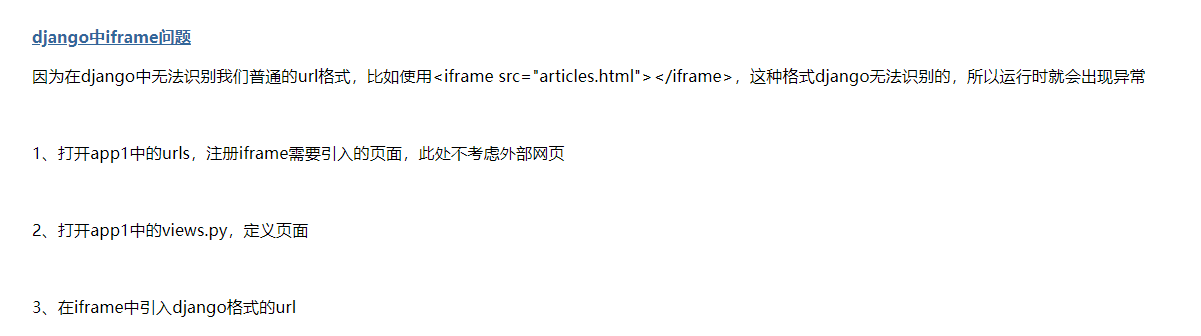 django中iframe问题
因为在django中无法识别我们普通的url格式，比如使用<iframe src="articles.html"></iframe>，这种格式django无法识别的，所以运行时就会出现异常
1、打开app1中的urls，注册iframe需要引入的页面，此处不考虑外部网页
2、打开app1中的views.py，定义页面
3、在iframe中引入django格式的url